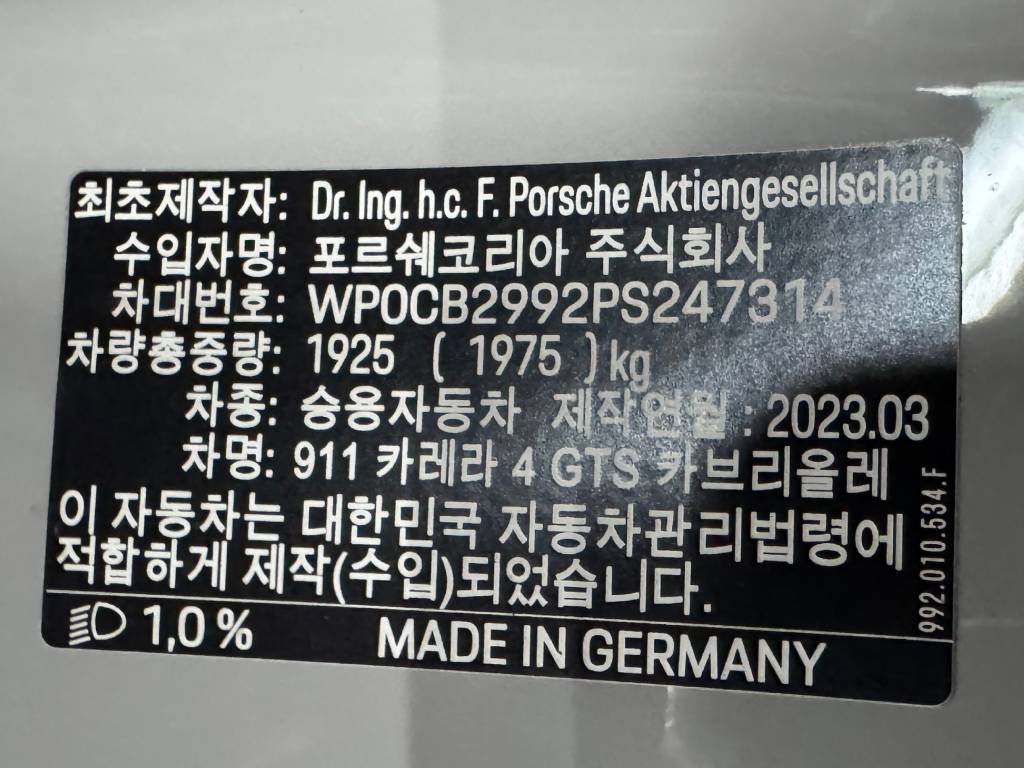 최초제작자: Dr. Ing. h.c. F. Porsche Aktiengesellschaft
수입자명: 포르쉐코리아 주식회사
차대번호: WP0CB2992PS247314
차량총중량: 1925 ( 1975 ) kg
차종: 승용자동차 제작연월 : 2023.03
차명: 911 카레라 4 GTS 카브리올레
이 자동차는 대한민국 자동차관리법령에
적합하게 제작(수입)되었습니다.
992.010.534.F
1,0 % MADE IN GERMANY